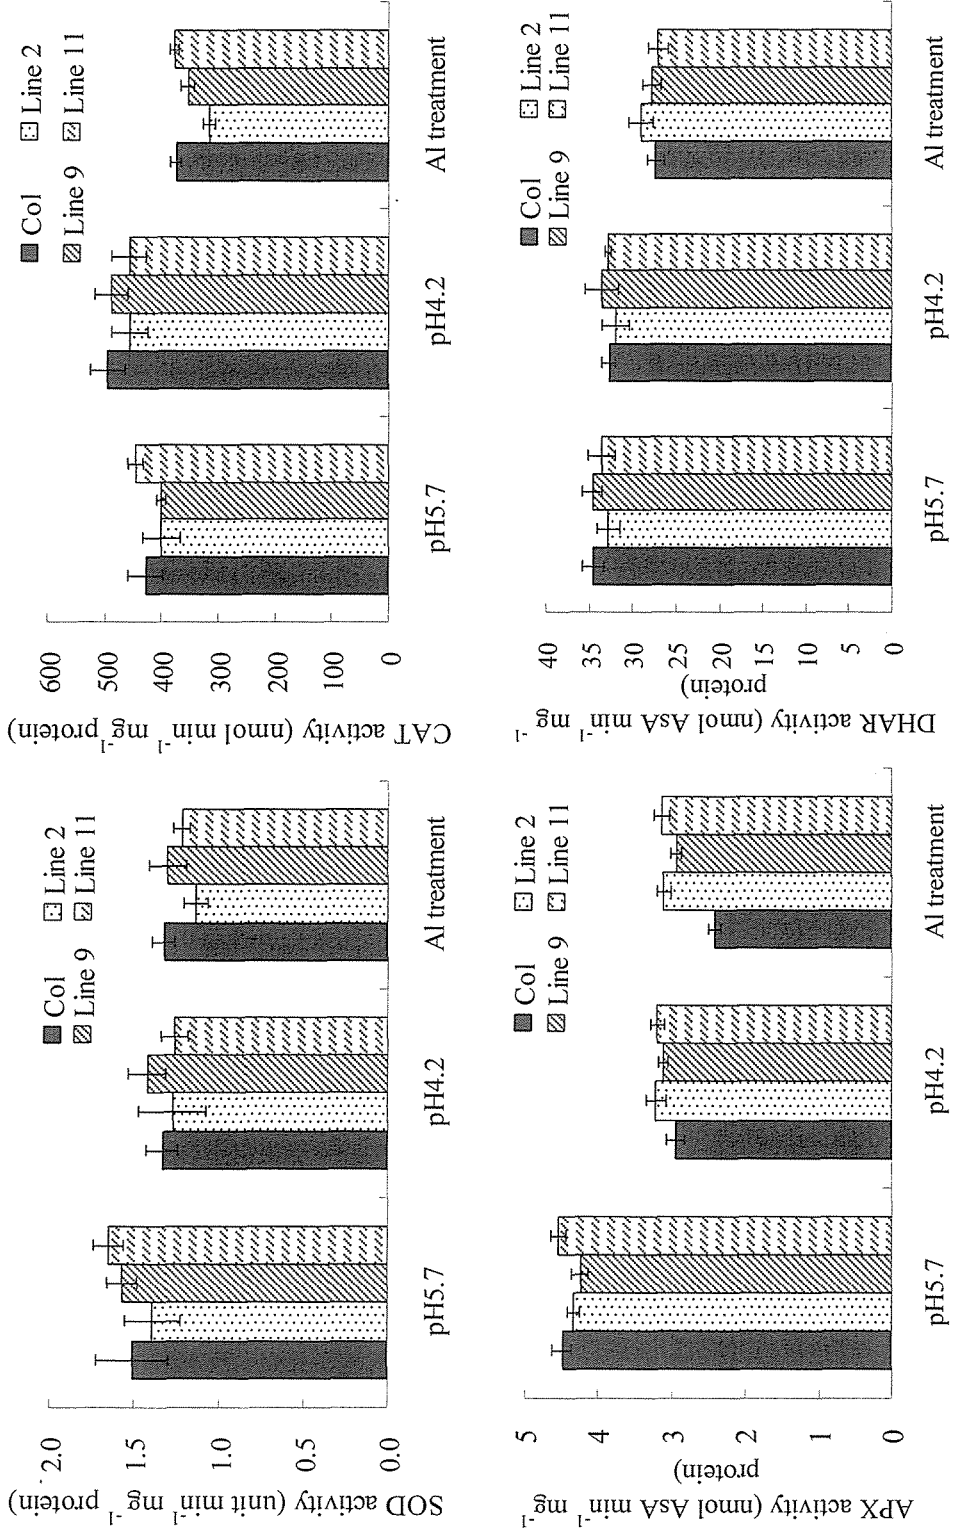 SOD activity (unit min⁻¹ mg⁻¹ protein)
2.0
1.5
1.0
0.5
0.0
Col
Line 2
Line 9
Line 11
pH5.7
pH4.2
Al treatment
CAT activity (nmol min⁻¹ mg⁻¹ protein)
600
500
400
300
200
100
0
Col
Line 2
Line 9
Line 11
pH5.7
pH4.2
Al treatment
APX activity (nmol AsA min⁻¹ mg⁻¹
protein)
5
4
3
2
1
0
Col
Line 2
Line 9
Line 11
pH5.7
pH4.2
Al treatment
DHAR activity (nmol AsA min⁻¹ mg⁻¹
protein)
40
35
30
25
20
15
10
5
0
Col
Line 2
Line 9
Line 11
pH5.7
pH4.2
Al treatment